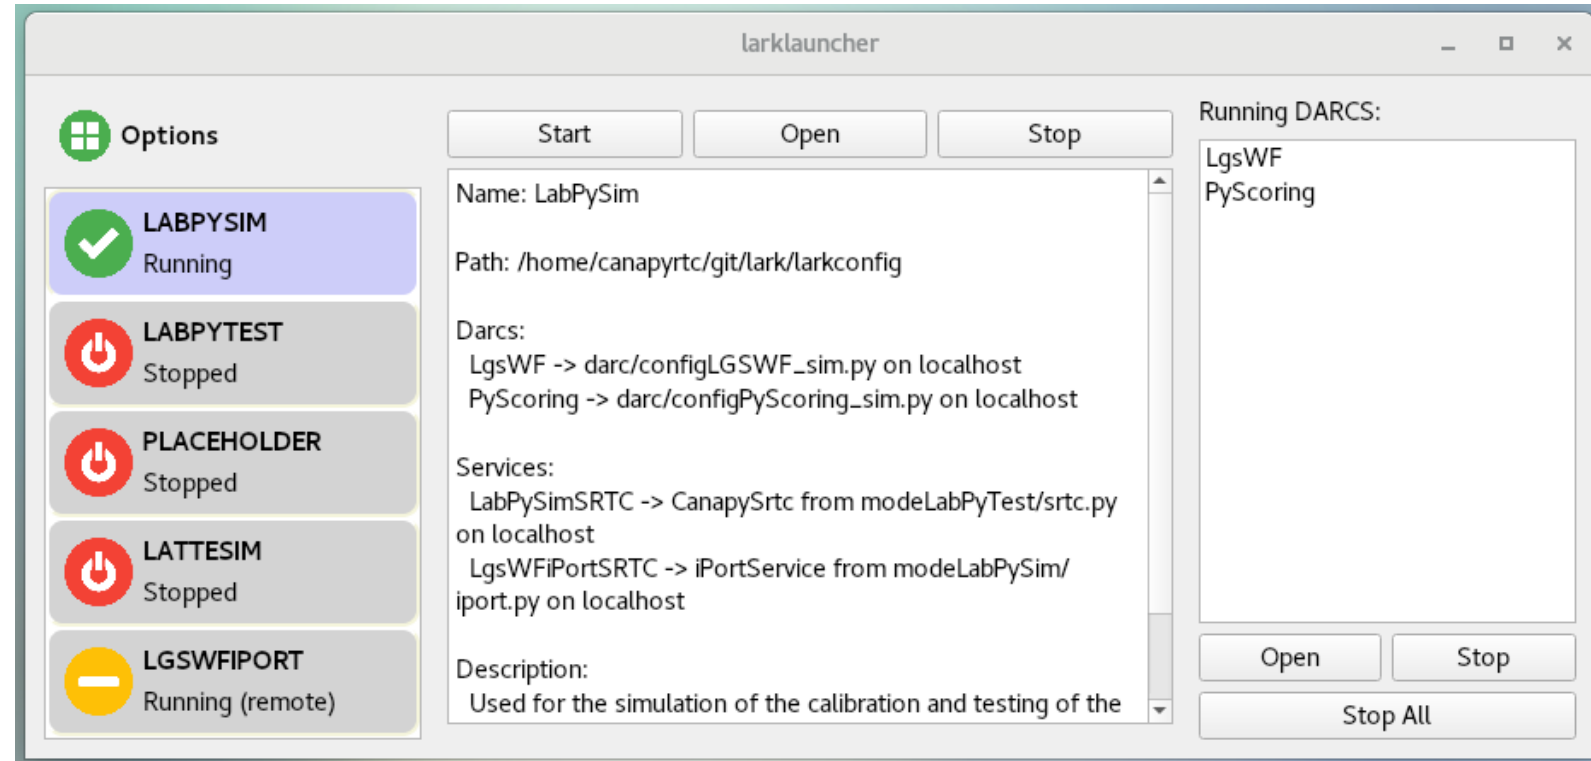 larklauncher
Options
LABPYSIM
Running
LABPYTEST
Stopped
PLACEHOLDER
Stopped
LATTESIM
Stopped
LGSWFIPORT
Running (remote)
Start
Open
Stop
Name: LabPySim
Path: /home/canapyrtc/git/lark/larkconfig
Darcs:
LgsWF -> darc/configLGSWF_sim.py on localhost
PyScoring -> darc/configPyScoring_sim.py on localhost
Services:
LabPySimSRTC -> CanapySrtc from modeLabPyTest/srtc.py
on localhost
LgsWFiPortSRTC -> iPortService from modeLabPySim/
iport.py on localhost
Description:
Used for the simulation of the calibration and testing of the
Running DARCS:
LgsWF
PyScoring
Open
Stop
Stop All